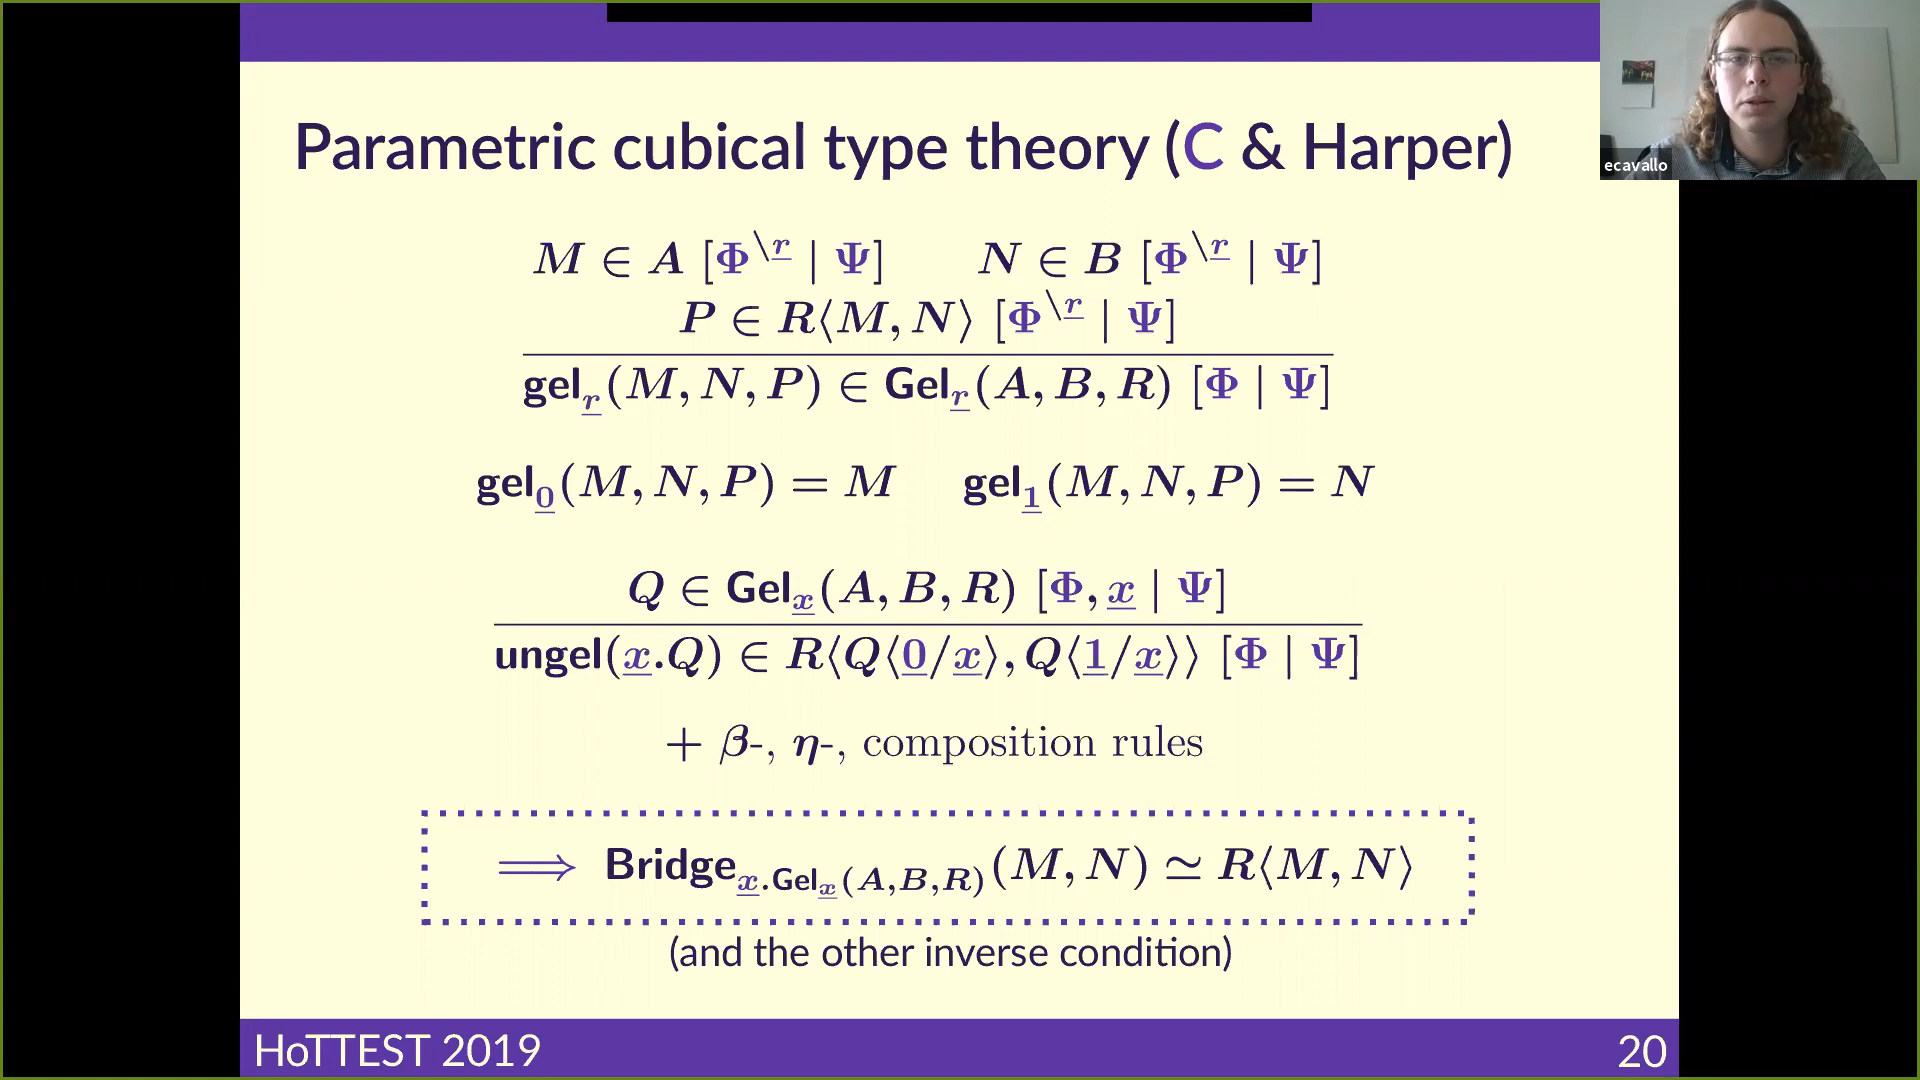 Parametric cubical type theory (C & Harper)
ecavallo
M ∈ A [Φ^{\r̲} | Ψ]    N ∈ B [Φ^{\r̲} | Ψ]
P ∈ R⟨M, N⟩ [Φ^{\r̲} | Ψ]
gel_r̲(M, N, P) ∈ Gel_r̲(A, B, R) [Φ | Ψ]
gel_0̲(M, N, P) = M    gel_1̲(M, N, P) = N
Q ∈ Gel_x̲(A, B, R) [Φ, x̲ | Ψ]
ungel(x̲.Q) ∈ R⟨Q⟨0̲/x̲⟩, Q⟨1̲/x̲⟩⟩ [Φ | Ψ]
+ β-, η-, composition rules
⟹ Bridge_{x̲.Gel_x̲(A,B,R)}(M, N) ≃ R⟨M, N⟩
(and the other inverse condition)
HoTTEST 2019
20